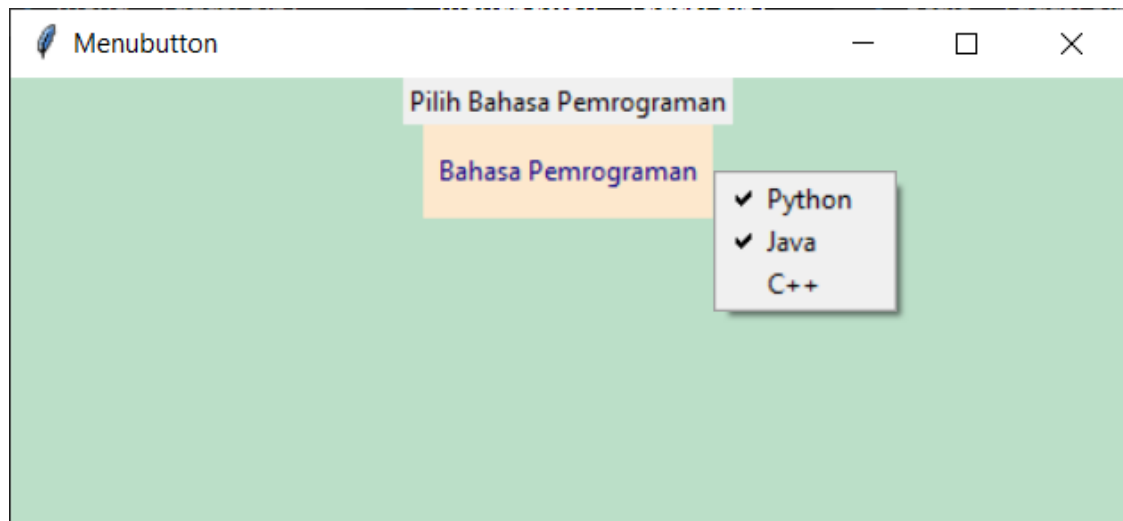 Menubutton
Pilih Bahasa Pemrograman
Bahasa Pemrograman
Python
Java
C++